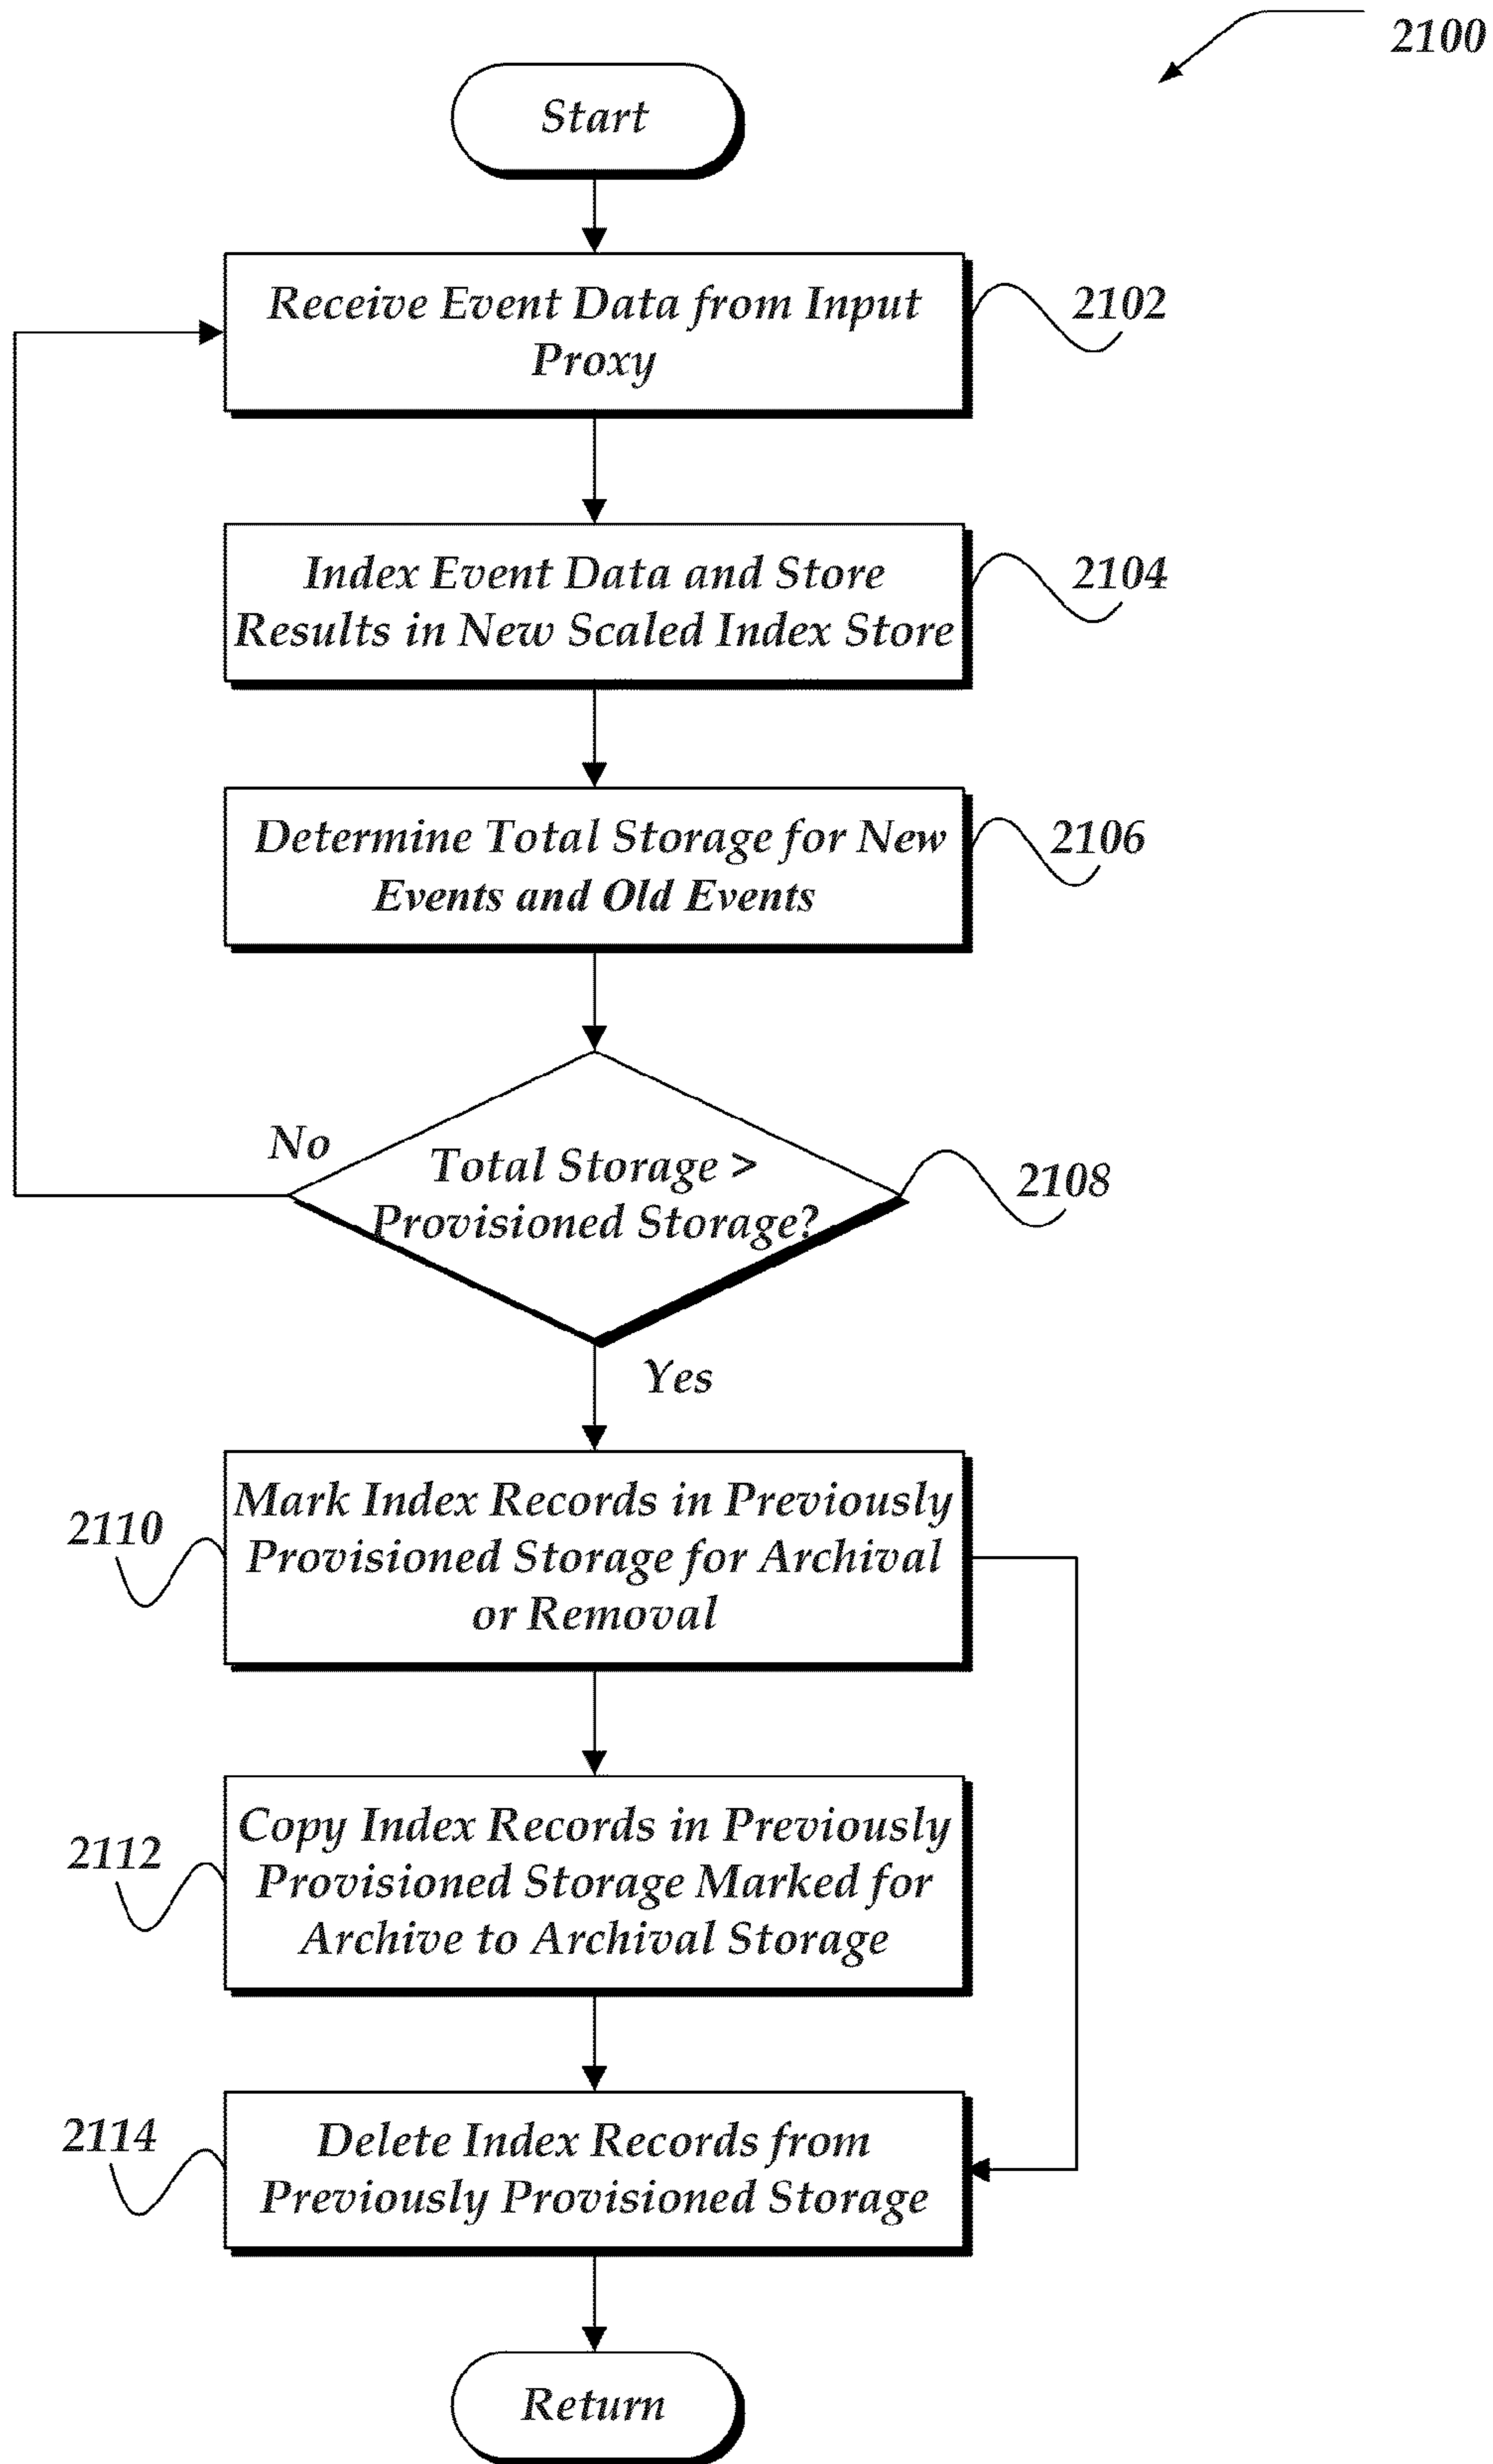 2100
Start
Receive Event Data from Input
Proxy
2102
Index Event Data and Store
Results in New Scaled Index Store
2104
Determine Total Storage for New
Events and Old Events
2106
No
Total Storage >
Provisioned Storage?
2108
Yes
2110
Mark Index Records in Previously
Provisioned Storage for Archival
or Removal
2112
Copy Index Records in Previously
Provisioned Storage Marked for
Archive to Archival Storage
2114
Delete Index Records from
Previously Provisioned Storage
Return